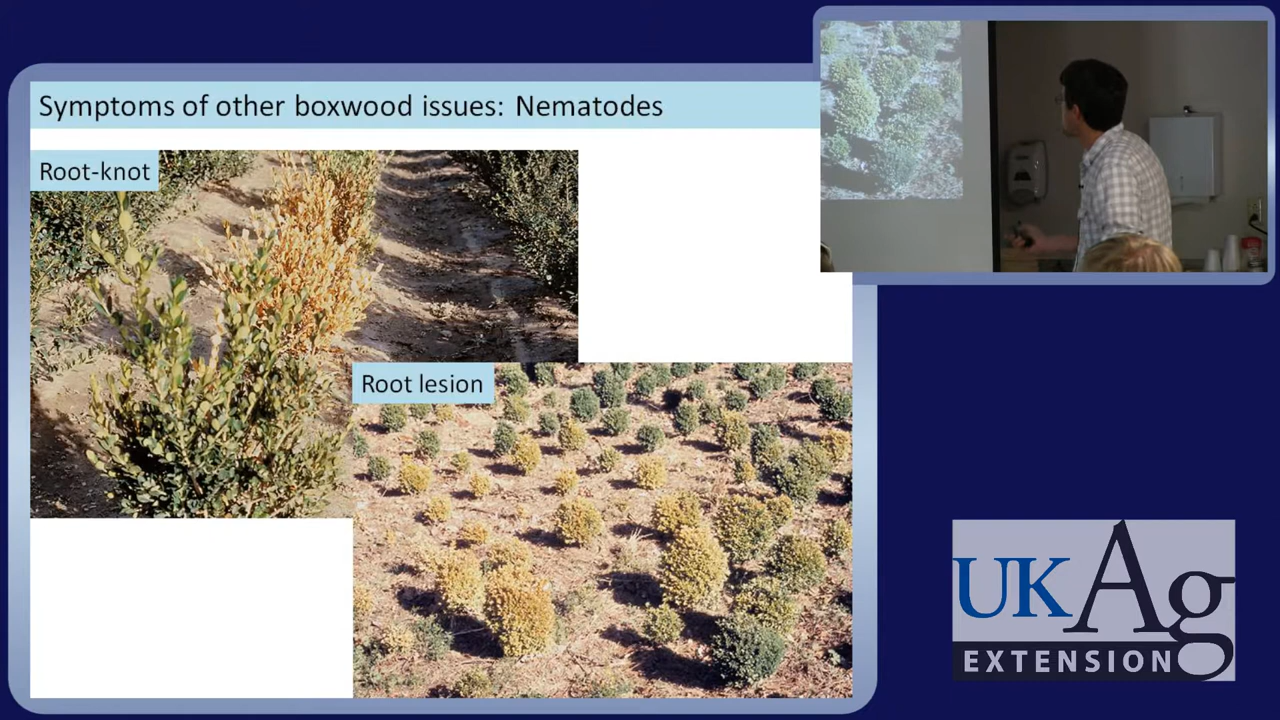 Symptoms of other boxwood issues: Nematodes
Root-knot
Root lesion
UKAg
EXTENSION